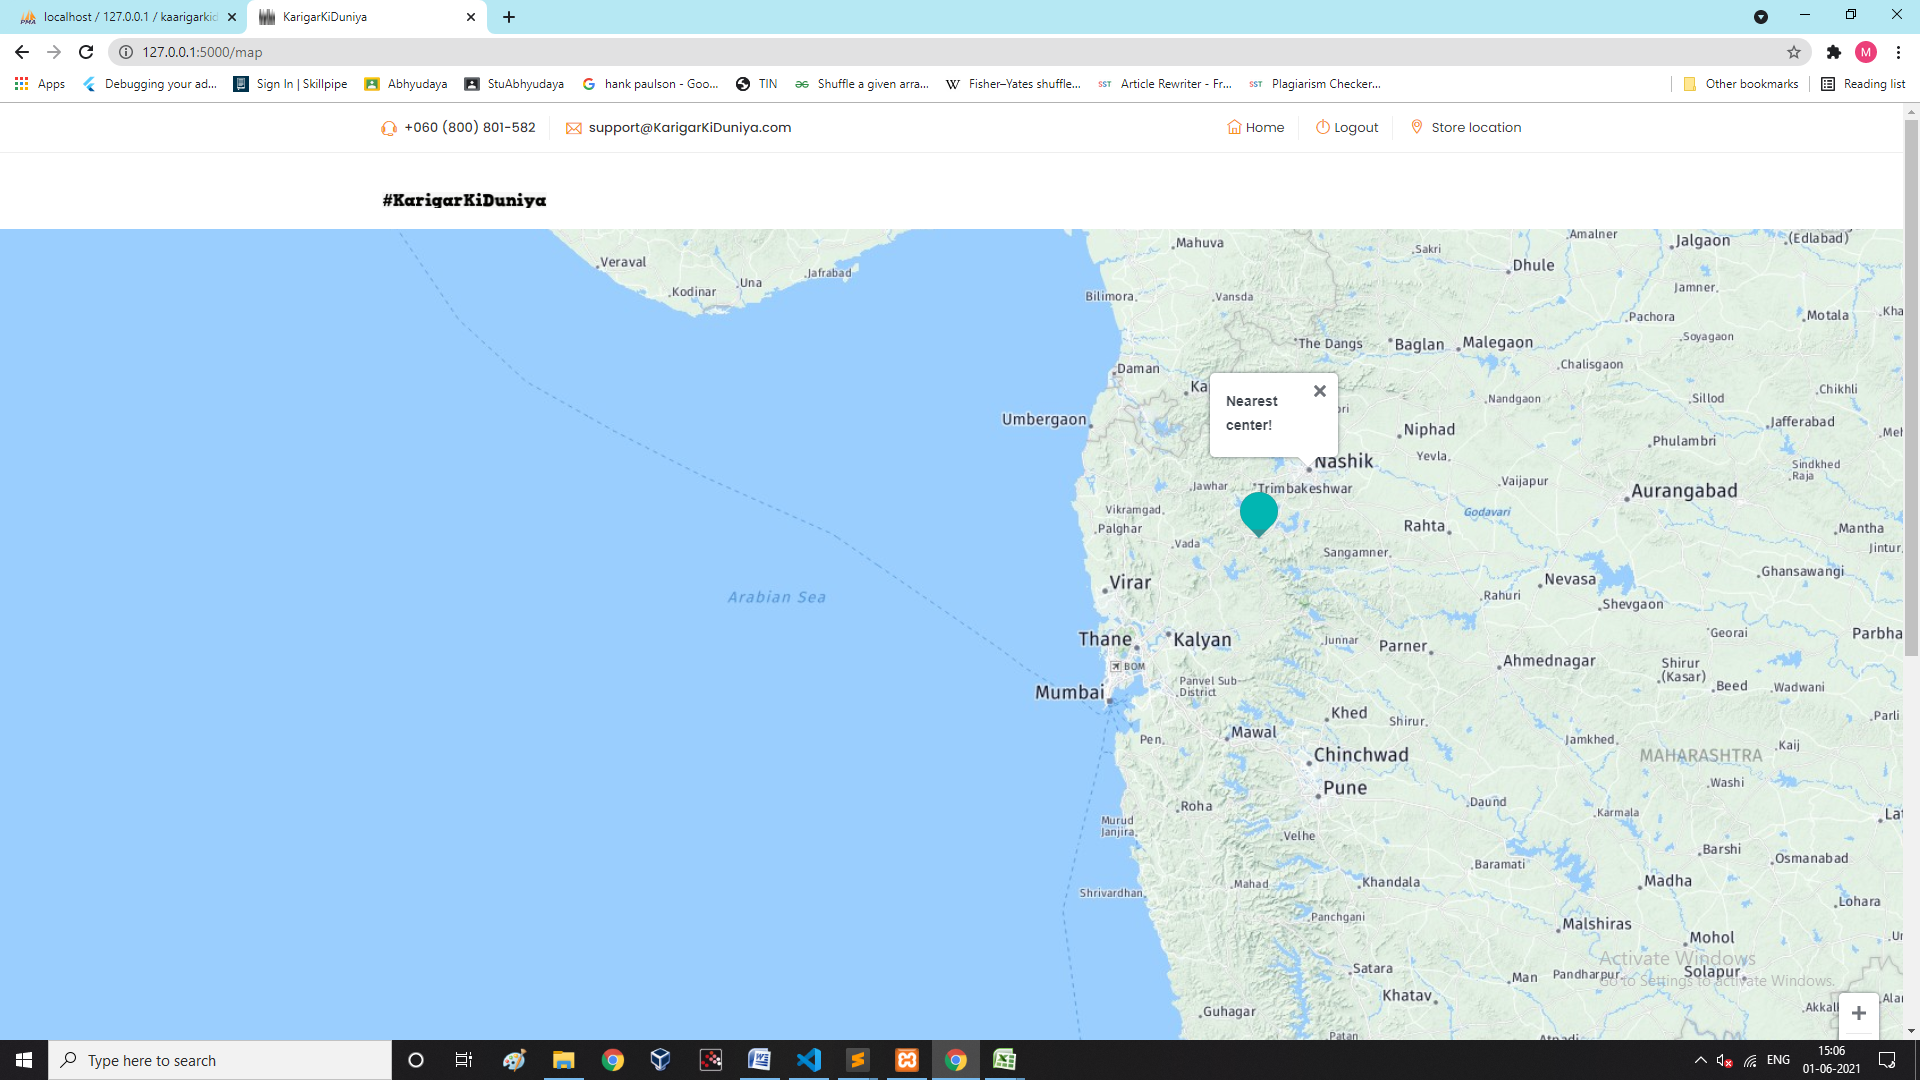 localhost / 127.0.0.1 / kaarigarkid
KarigarKiDuniya
127.0.0.1:5000/map
M
Apps
Debugging your ad...
Sign In | Skillpipe
Abhyudaya
StuAbhyudaya
hank paulson - Goo...
TIN
Shuffle a given arra...
Fisher–Yates shuffle...
SST
Article Rewriter - Fr...
SST
Plagiarism Checker...
Other bookmarks
Reading list
+060 (800) 801-582
support@KarigarKiDuniya.com
Home
Logout
Store location
#KarigarKiDuniya
Mahuva
Sakri
Amalner
Jalgaon
(Edlabad)
Veraval
Jafrabad
Dhule
Kodinar
Una
Bilimora
Vansda
Jamner
Pachora
Motala
Kha
The Dangs
Baglan
Malegaon
Soyagaon
Daman
Chalisgaon
Ka
Chikhli
Nearest
center!
ori
Nandgaon
Sillod
Umbergaon
Niphad
Jafferabad
Phulambri
Meh
Nashik
Yevla
Sindkhed
Raja
Jawhar
Trimbakeshwar
Vaijapur
Aurangabad
Vikramgad
Godavari
Palghar
Rahta
Mantha
Vada
Sangamner
Jintur
Virar
Nevasa
Ghansawangi
Arabian Sea
Rahuri
Shevgaon
Thane
Kalyan
Junnar
Parner
Georai
Parbha
BOM
Ahmednagar
Shirur
(Kasar)
Panvel Sub-
District
Mumbai
Beed
Wadwani
Khed
Shirur
Parli
Pen
Mawal
Jamkhed
Kaij
Chinchwad
MAHARASHTRA
Pune
Washi
Roha
Daund
Karmala
Lat
Murud
Janjira
Velhe
Barshi
Osmanabad
Baramati
Mahad
Khandala
Madha
Shrivardhan
Lohara
Panchgani
Malshiras
Mohol
Un
Satara
Man
Pandharpur
Solapur
Activate Windows
Go to Settings to activate Windows.
Khatav
Alan
Guhagar
Akkalk
Patan
Atpadi
+
Type here to search
ENG
15:06
01-06-2021